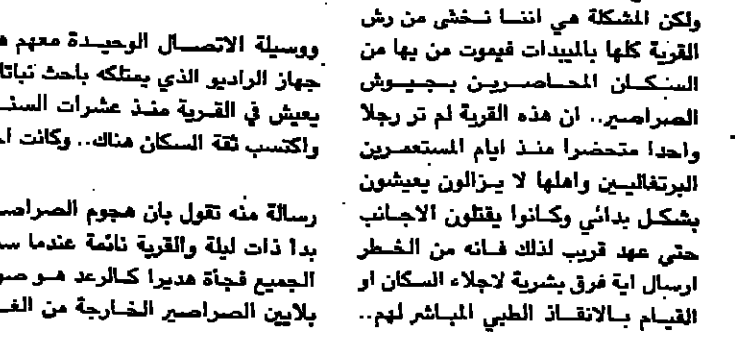 ولكن المشكلة هي اننا نخشى من رش
القرية كلها بالمبيدات فيموت من بها من
السكان المحاصرين بجيوش
الصراصير.. ان هذه القرية لم تر رجلا
واحدا متحضرا منذ ايام المستعمرين
البرتغاليين واهلها لا يزالون يعيشون
بشكل بدائي وكانوا يقتلون الاجانب
حتي عهد قريب لذلك فانه من الخطر
ارسال اية فرق بشرية لاجلاء السكان او
القيام بالانقاذ الطبي المباشر لهم..
ووسيلة الاتصال الوحيدة معهم
جهاز الراديو الذي يمتلكه باحث
يعيش في القرية منذ عشرات
واكتسب ثقة السكان هناك.. وكانت
رسالة منه تقول بان هجوم
بدا ذات ليلة والقرية نائمة عندما
الجميع فجأة هديرا كالرعد هو
بلايين الصراصير الخارجة من